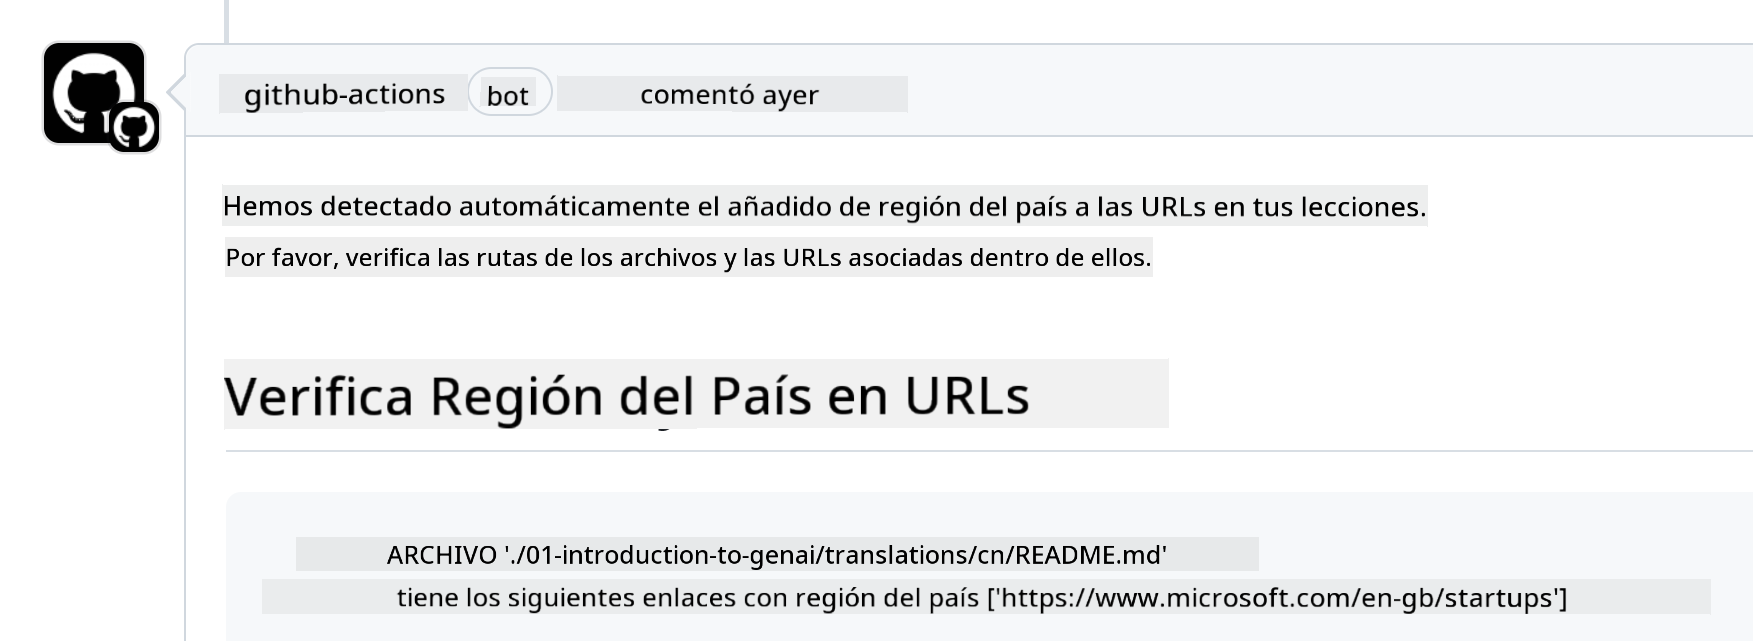 github-actions bot comentó ayer
Hemos detectado automáticamente el añadido de región del país a las URLs en tus lecciones.
Por favor, verifica las rutas de los archivos y las URLs asociadas dentro de ellos.
Verifica Región del País en URLs
ARCHIVO './01-introduction-to-genai/translations/cn/README.md'
tiene los siguientes enlaces con región del país ['https://www.microsoft.com/en-gb/startups']